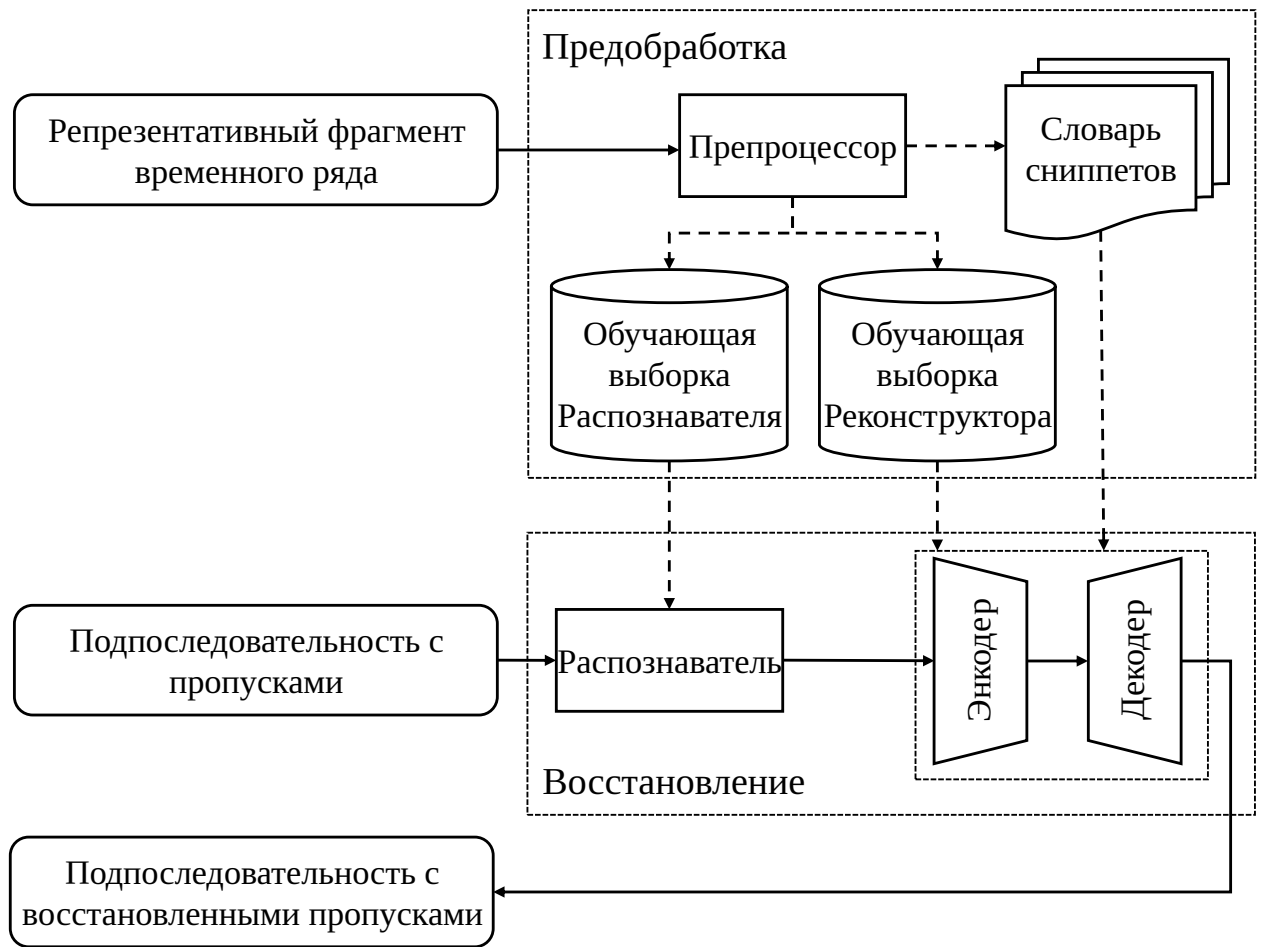 Предобработка
Репрезентативный фрагмент
временного ряда
Препроцессор
Словарь
сниппетов
Обучающая
выборка
Распознавателя
Обучающая
выборка
Реконструктора
Подпоследовательность с
пропусками
Распознаватель
Энкодер
Декодер
Восстановление
Подпоследовательность с
восстановленными пропусками